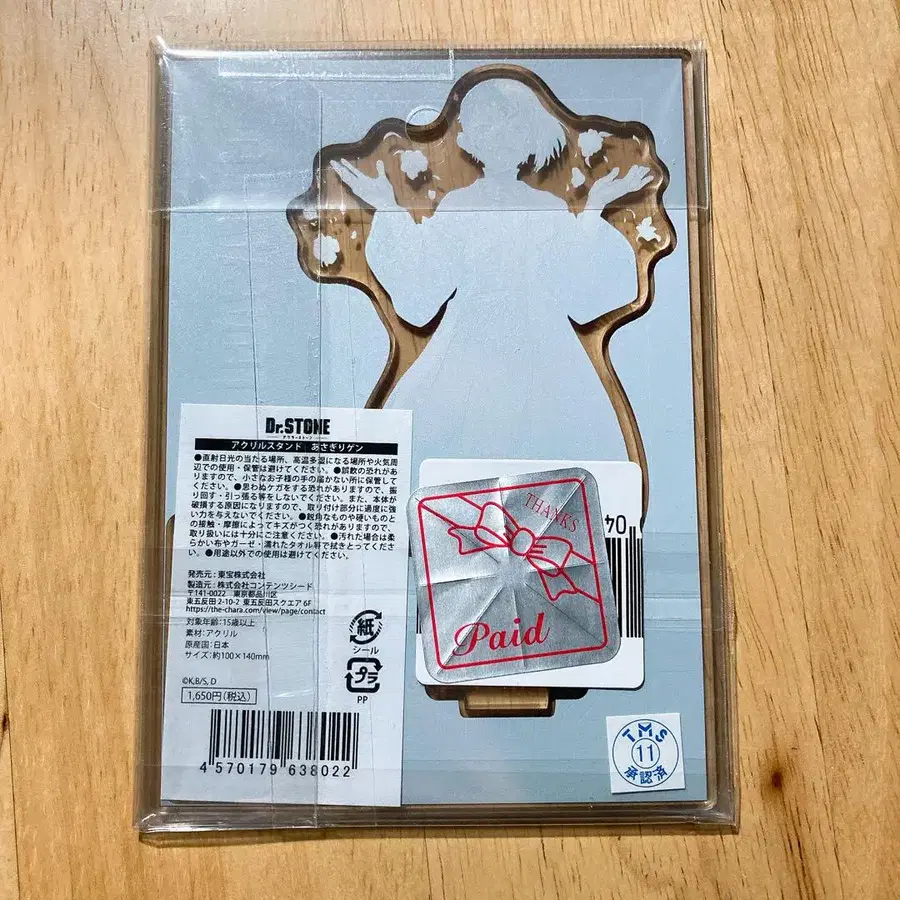 Dr.STONE
アクリルスタンド｜あさぎりゲン
●直射日光の当たる場所、高温多湿になる場所や火気周
辺での使用・保管は避けてください。●誤飲の恐れがあり
ますので、小さなお子様の手の届かない所に保管して
ください。●思わぬケガをする恐れがありますので、振
り回す・引っ張る等をしないでください。また、本体が
破損する原因になりますので、取り付け部分に過度に強
い力を与えないでください。●鋭角なものや硬いものと
の接触・摩擦によってキズがつく恐れがありますので、
取り扱いには十分にご注意ください。●汚れた場合は柔
らかい布やガーゼ・濡れたタオル等で拭きとってくださ
い。●用途以外での使用は避けてください。
発売元：東宝株式会社
製造元：株式会社コンテンツシード
〒141-0022 東京都品川区
東五反田 2-10-2 東五反田スクエア 6F
https://the-chara.com/view/page/contact
対象年齢：15歳以上
素材：アクリル
原産国：日本
サイズ：約100×140mm
紙
シール
プラ
PP
©K,B/S, D
1,650円（税込）
4 570179 638022
THANKS
Paid
04
TMS
11
承認済